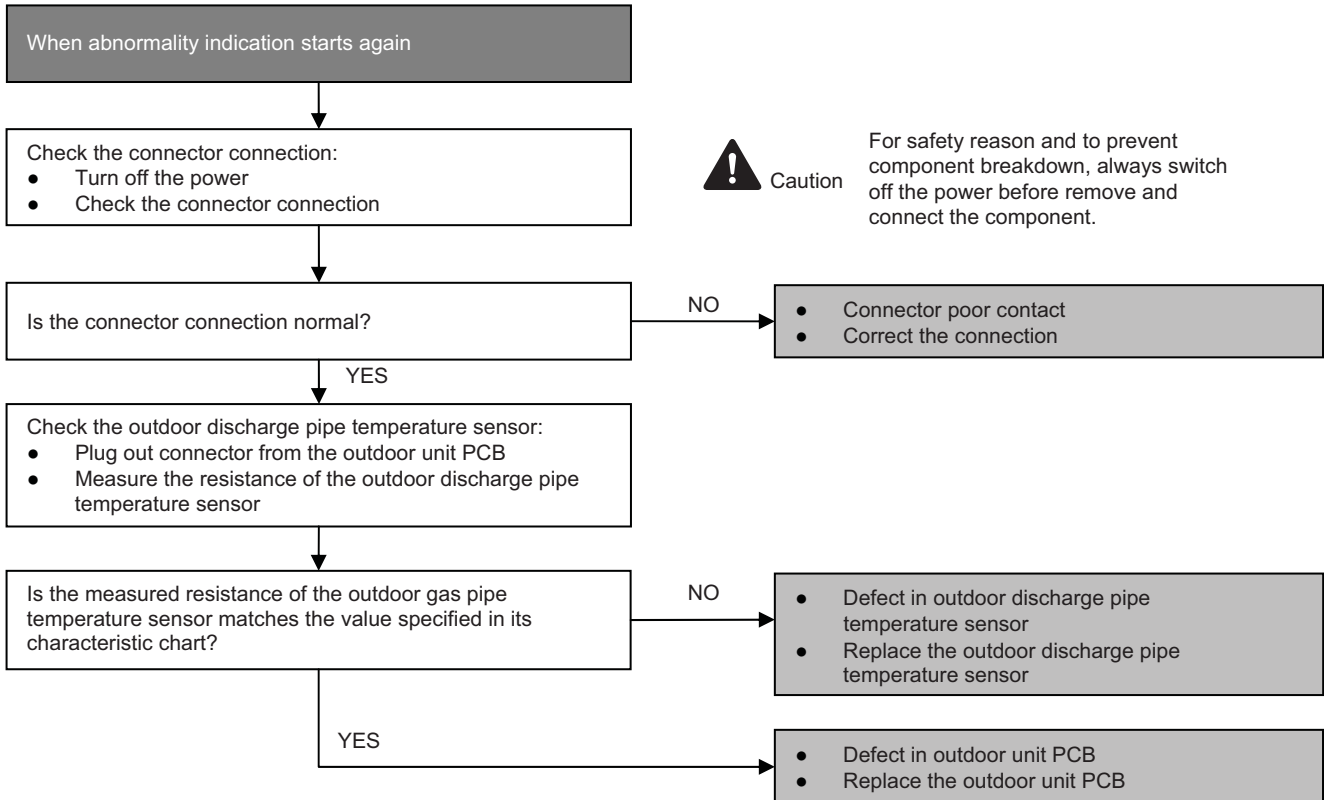 When abnormality indication starts again
Check the connector connection:
● Turn off the power
● Check the connector connection
Caution
For safety reason and to prevent
component breakdown, always switch
off the power before remove and
connect the component.
Is the connector connection normal?
NO
● Connector poor contact
● Correct the connection
YES
Check the outdoor discharge pipe temperature sensor:
● Plug out connector from the outdoor unit PCB
● Measure the resistance of the outdoor discharge pipe
temperature sensor
Is the measured resistance of the outdoor gas pipe
temperature sensor matches the value specified in its
characteristic chart?
NO
● Defect in outdoor discharge pipe
temperature sensor
● Replace the outdoor discharge pipe
temperature sensor
YES
● Defect in outdoor unit PCB
● Replace the outdoor unit PCB